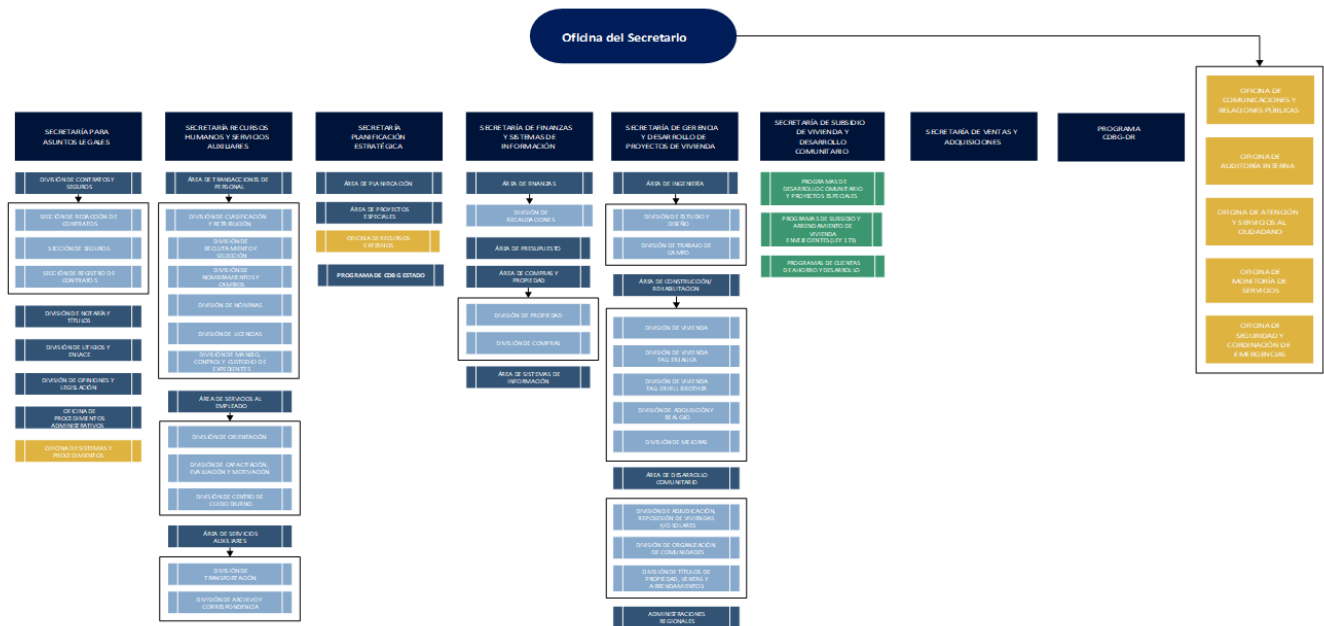 Oficina del Secretario
OFICINA DE
COMUNICACIONES Y
RELACIONES PÚBLICAS
OFICINA DE
AUDITORÍA INTERNA
OFICINA DE ATENCIÓN
Y SERVICIOS AL
CIUDADANO
OFICINA DE
MONITORÍA DE
SERVICIOS
OFICINA DE
SEGURIDAD Y
CORDINACIÓN DE
EMERGENCIAS
SECRETARÍA PARA
ASUNTOS LEGALES
DIVISIÓN DE CONTRATOS Y
SEGUROS
SECCIÓN DE REDACCIÓN DE
CONTRATOS
SECCIÓN DE SEGUROS
SECCIÓN DE REGISTRO DE
CONTRATOS
DIVISIÓN DE NOTARÍA Y
TÍTULOS
DIVISIÓN DE LITIGIOS Y
ENLACE
DIVISIÓN DE OPINIONES Y
LEGISLACIÓN
OFICINA DE
PROCEDIMIENTOS
ADMINISTRATIVOS
OFICINA DE SISTEMAS Y
PROCEDIMIENTOS
SECRETARÍA RECURSOS
HUMANOS Y SERVICIOS
AUXILIARES
ÁREA DE TRANSACCIONES DE
PERSONAL
DIVISIÓN DE CLASIFICACIÓN
Y RETRIBUCIÓN
DIVISIÓN DE
RECLUTAMIENTO Y
SELECCIÓN
DIVISIÓN DE
NOMBRAMIENTOS Y
CAMBIOS
DIVISIÓN DE NÓMINAS
DIVISIÓN DE LICENCIAS
DIVISIÓN DE MANEJO,
CONTROL Y CUSTODIO DE
EXPEDIENTES
ÁREA DE SERVICIOS AL
EMPLEADO
DIVISIÓN DE ORIENTACIÓN
DIVISIÓN DE CAPACITACIÓN,
EVALUACIÓN Y MOTIVACIÓN
DIVISIÓN DE CENTRO DE
CUIDO DIURNO
ÁREA DE SERVICIOS
AUXILIARES
DIVISIÓN DE
TRANSPORTACIÓN
DIVISIÓN DE ARCHIVO Y
CORRESPONDENCIA
SECRETARÍA
PLANIFICACIÓN
ESTRATÉGICA
ÁREA DE PLANIFICACIÓN
ÁREA DE PROYECTOS
ESPECIALES
OFICINA DE RECURSOS
EXTERNOS
PROGRAMA DE CDBG ESTADO
SECRETARÍA DE FINANZAS
Y SISTEMAS DE
INFORMACIÓN
ÁREA DE FINANZAS
DIVISIÓN DE
RECAUDACIONES
ÁREA DE PRESUPUESTO
ÁREA DE COMPRAS Y
PROPIEDAD
DIVISIÓN DE PROPIEDAD
DIVISIÓN DE COMPRAS
ÁREA DE SISTEMAS DE
INFORMACIÓN
SECRETARÍA DE GERENCIA
Y DESARROLLO DE
PROYECTOS DE VIVIENDA
ÁREA DE INGENIERÍA
DIVISIÓN DE ESTUDIO Y
DISEÑO
DIVISIÓN DE TRABAJO DE
CAMPO
ÁREA DE CONSTRUCCIÓN/
REHABILITACION
DIVISIÓN DE VIVIENDA
DIVISIÓN DE VIVIENDA
TALLER JALICA
DIVISIÓN DE VIVIENDA
TALLER HILL BROTHER
DIVISIÓN DE ADQUISICIÓN Y
REALOJO
DIVISIÓN DE MEJORAS
ÁREA DE DESARROLLO
COMUNITARIO
DIVISIÓN DE ADJUDICACIÓN,
REPOSICIÓN DE VIVIENDAS
Y/O SOLARES
DIVISIÓN DE ORGANIZACIÓN
DE COMUNIDADES
DIVISIÓN DE TÍTULOS DE
PROPIEDAD, VENTAS Y
ARRENDAMIENTOS
ADMINISTRACIONES
REGIONALES
SECRETARÍA DE SUBSIDIO
DE VIVIENDA Y
DESARROLLO
COMUNITARIO
PROGRAMAS DE
DESARROLLO COMUNITARIO
Y PROYECTOS ESPECIALES
PROGRAMAS DE SUBSIDIO Y
ARRENDAMIENTO DE
VIVIENDA
ENVEJECIENTES (LEY 173)
PROGRAMAS DE CUENTAS
DE AHORRO Y DESARROLLO
SECRETARÍA DE VENTAS Y
ADQUISICIONES
PROGRAMA
CDBG-DR